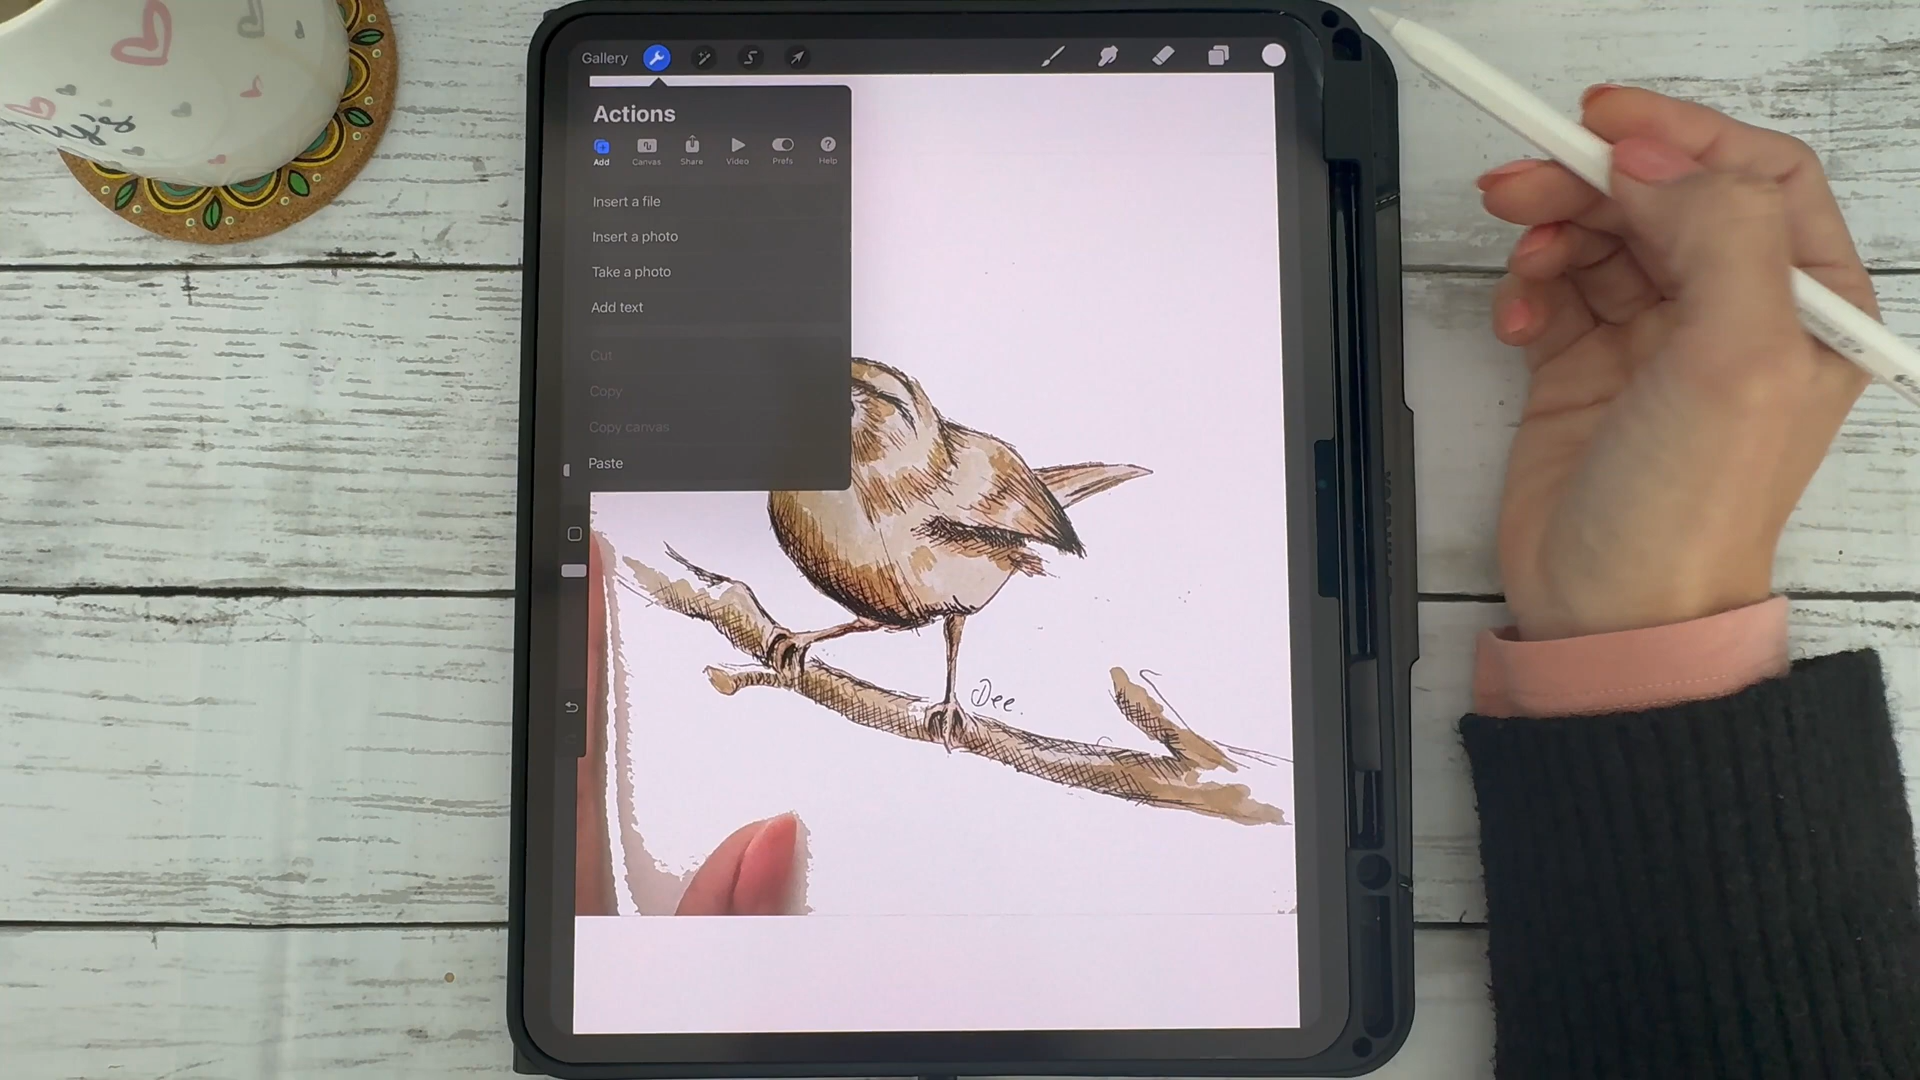 Gallery
Actions
Add Canvas Share Video Prefs Help
Insert a file
Insert a photo
Take a photo
Add text
Cut
Copy
Copy canvas
Paste
Dee.